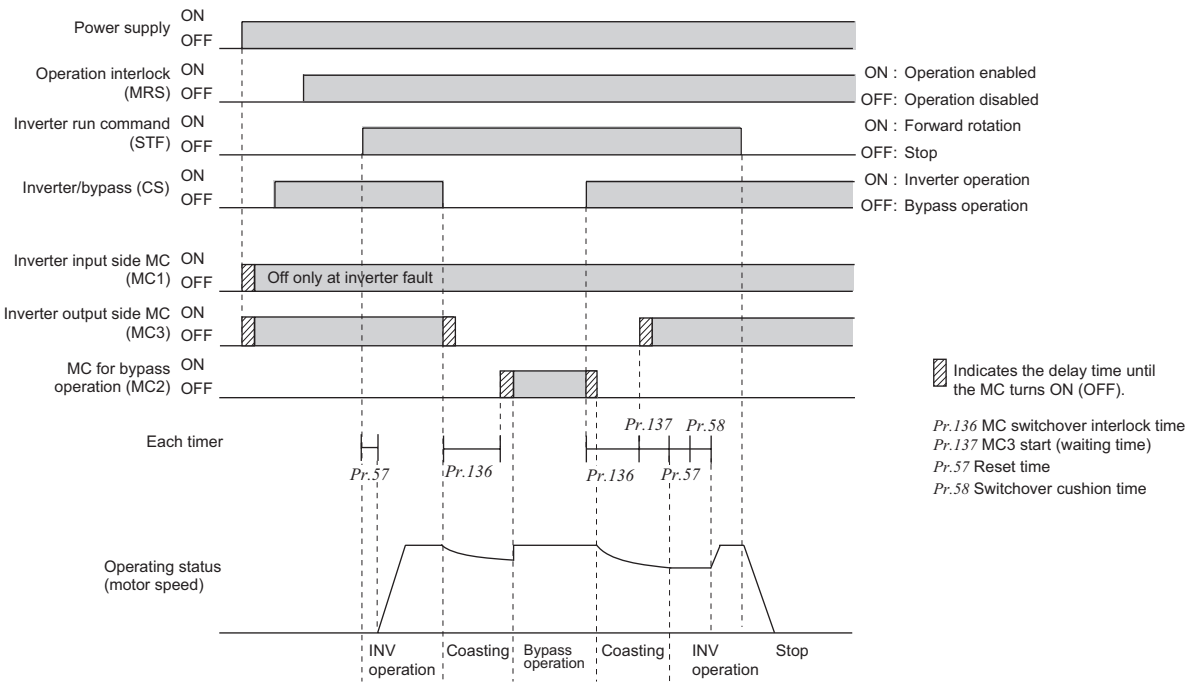 Power supply
ON
OFF
Operation interlock
(MRS)
ON
OFF
ON : Operation enabled
OFF: Operation disabled
Inverter run command
(STF)
ON
OFF
ON : Forward rotation
OFF: Stop
Inverter/bypass (CS)
ON
OFF
ON : Inverter operation
OFF: Bypass operation
Inverter input side MC
(MC1)
ON
OFF
Off only at inverter fault
Inverter output side MC
(MC3)
ON
OFF
MC for bypass
operation (MC2)
ON
OFF
Indicates the delay time until
the MC turns ON (OFF).
Pr.136 MC switchover interlock time
Pr.137 MC3 start (waiting time)
Pr.57 Reset time
Pr.58 Switchover cushion time
Each timer
Pr.137 Pr.58
Pr.57
Pr.136
Pr.136
Pr.57
Operating status
(motor speed)
INV
operation
Coasting
Bypass
operation
Coasting
INV
operation
Stop